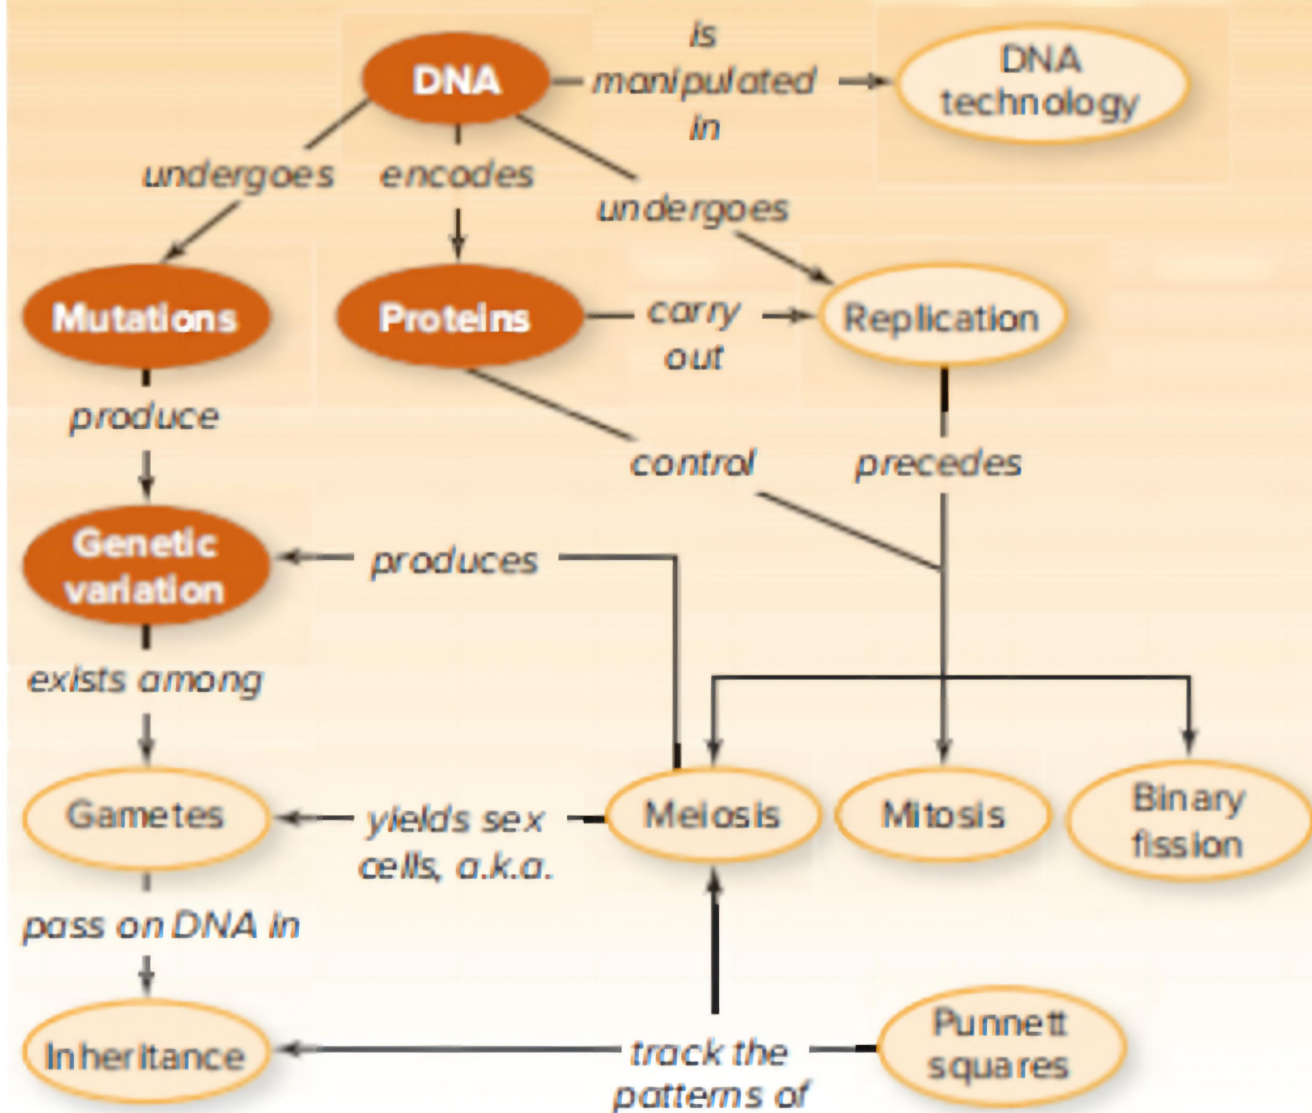 is
DNA
manipulated
in
DNA
technology
undergoes
encodes
undergoes
Mutations
Proteins
carry
out
Replication
produce
control
precedes
Genetic
variation
produces
exists among
Gametes
yields sex
cells, a.k.a.
Meiosis
Mitosis
Binary
fission
pass on DNA in
Inheritance
track the
patterns of
Punnett
squares